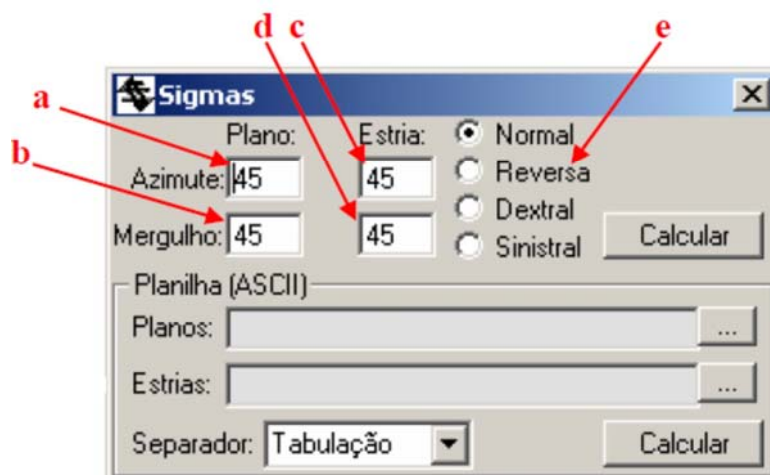 d c e
Sigmas
a
Plano: Estria: Normal
b
Azimute: 45 45 Reversa
Dextral
Mergulho: 45 45 Sinistral Calcular
Planilha (ASCII)
Planos: ...
Estrias: ...
Separador: Tabulação Calcular